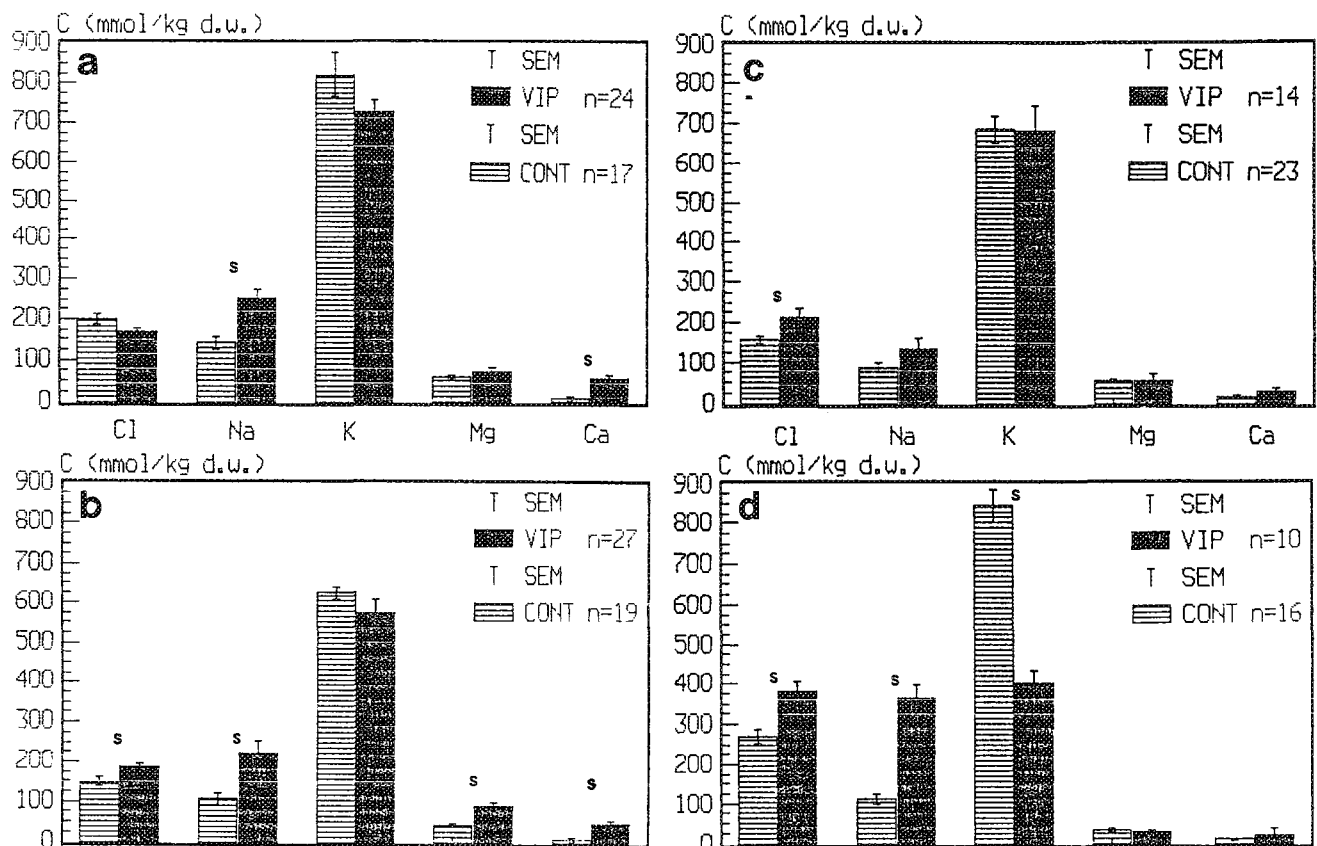 C (mmol/kg d.w.)
a
900
800
700
600
500
400
300
200
100
0
T SEM
VIP n=24
T SEM
CONT n=17
s
s
Cl Na K Mg Ca
C (mmol/kg d.w.)
c
900
800
700
600
500
400
300
200
100
0
T SEM
VIP n=14
T SEM
CONT n=23
s
Cl Na K Mg Ca
C (mmol/kg d.w.)
b
900
800
700
600
500
400
300
200
100
0
T SEM
VIP n=27
T SEM
CONT n=19
s
s
s
s
C (mmol/kg d.w.)
d
900
800
700
600
500
400
300
200
100
0
T SEM
VIP n=10
T SEM
CONT n=16
s
s
s